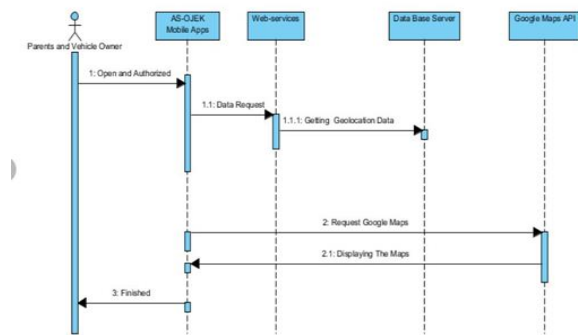 Parents and Vehicle Owner
AS-OJEK
Mobile Apps
Web-services
Data Base Server
Google Maps API
1: Open and Authorized
1.1: Data Request
1.1.1: Getting Geolocation Data
2: Request Google Maps
2.1: Displaying The Maps
3: Finished